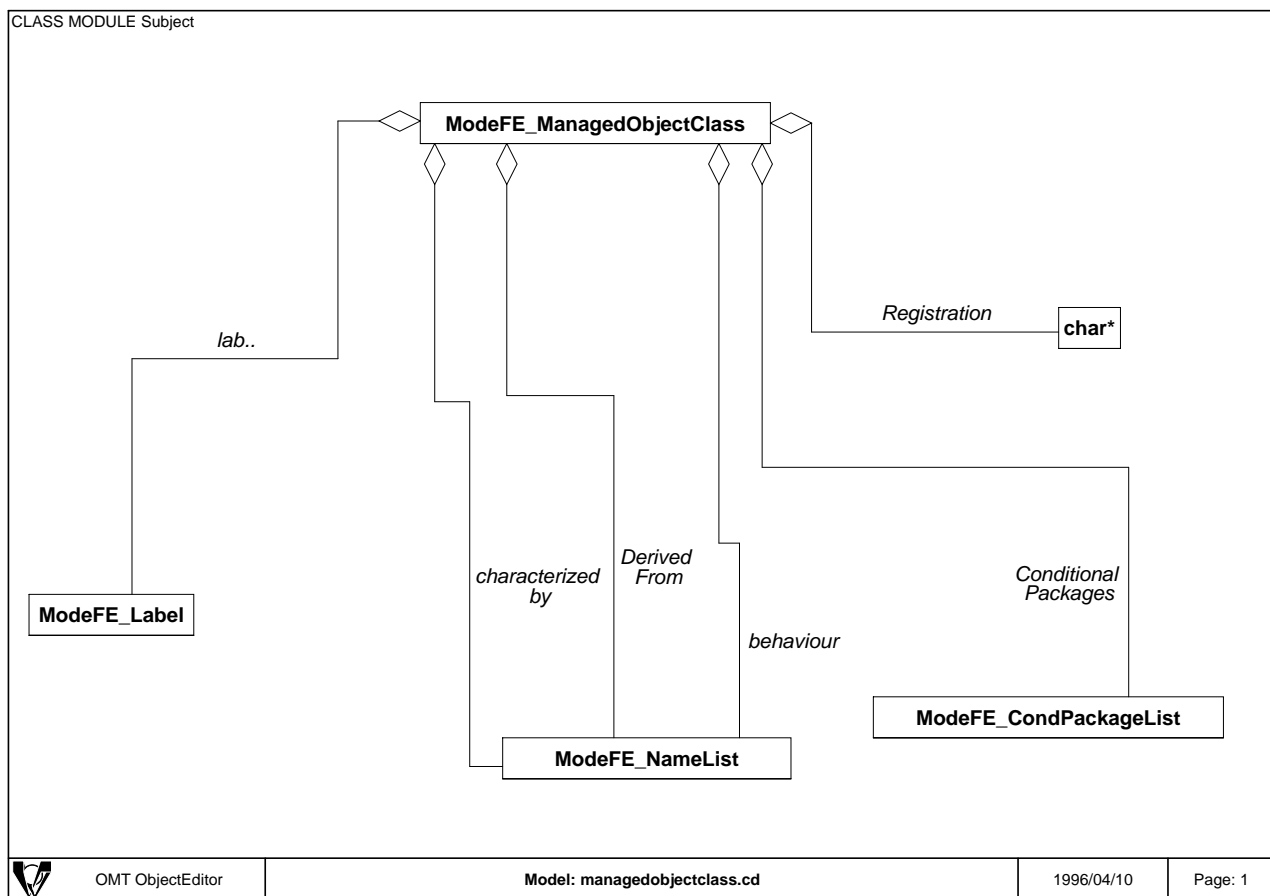 CLASS MODULE Subject
ModeFE_ManagedObjectClass
Registration
char*
lab..
Derived
From
characterized
by
Conditional
Packages
ModeFE_Label
behaviour
ModeFE_CondPackageList
ModeFE_NameList
OMT ObjectEditor
Model: managedobjectclass.cd
1996/04/10
Page: 1